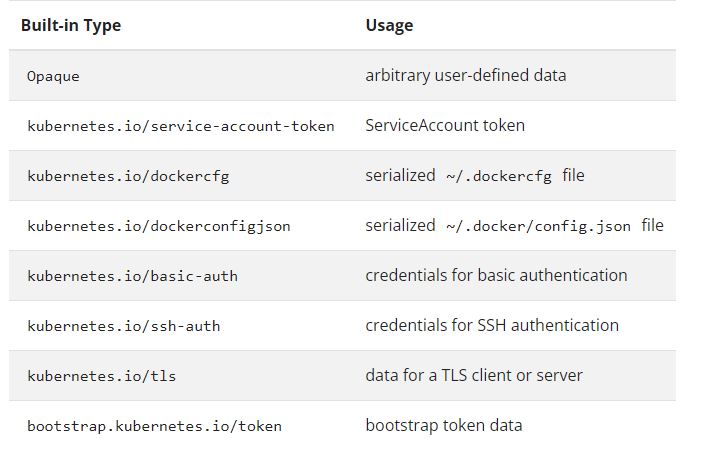 Built-in Type Usage
Opaque arbitrary user-defined data
kubernetes.io/service-account-token ServiceAccount token
kubernetes.io/dockercfg serialized ~/.dockercfg file
kubernetes.io/dockerconfigjson serialized ~/.docker/config.json file
kubernetes.io/basic-auth credentials for basic authentication
kubernetes.io/ssh-auth credentials for SSH authentication
kubernetes.io/tls data for a TLS client or server
bootstrap.kubernetes.io/token bootstrap token data